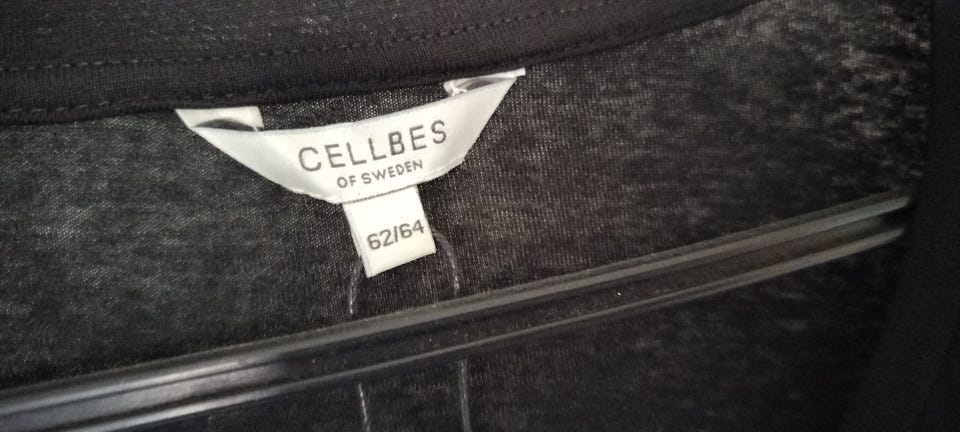 CELLBES
OF SWEDEN
62/64